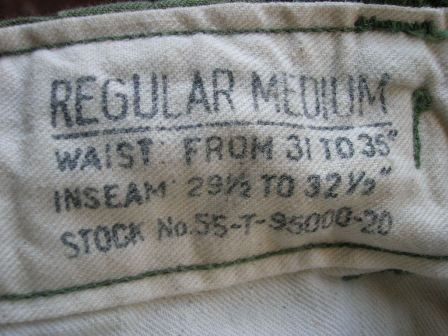 REGULAR MEDIUM
WAIST: FROM 31 TO 35"
INSEAM: 29½ TO 32½"
STOCK No. 55-T-95000-20